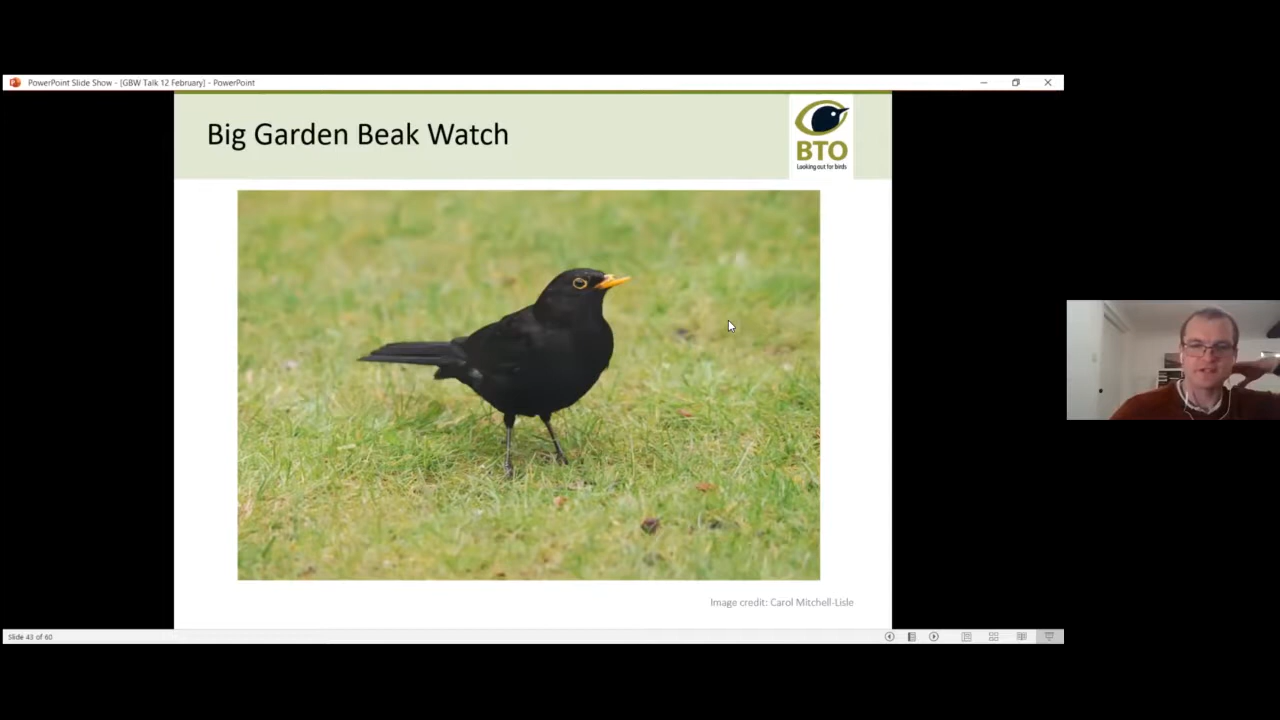 PowerPoint Slide Show - [GBW Talk 12 February] - PowerPoint
Big Garden Beak Watch
BTO
Looking out for birds
Image credit: Carol Mitchell-Lisle
Slide 43 of 60